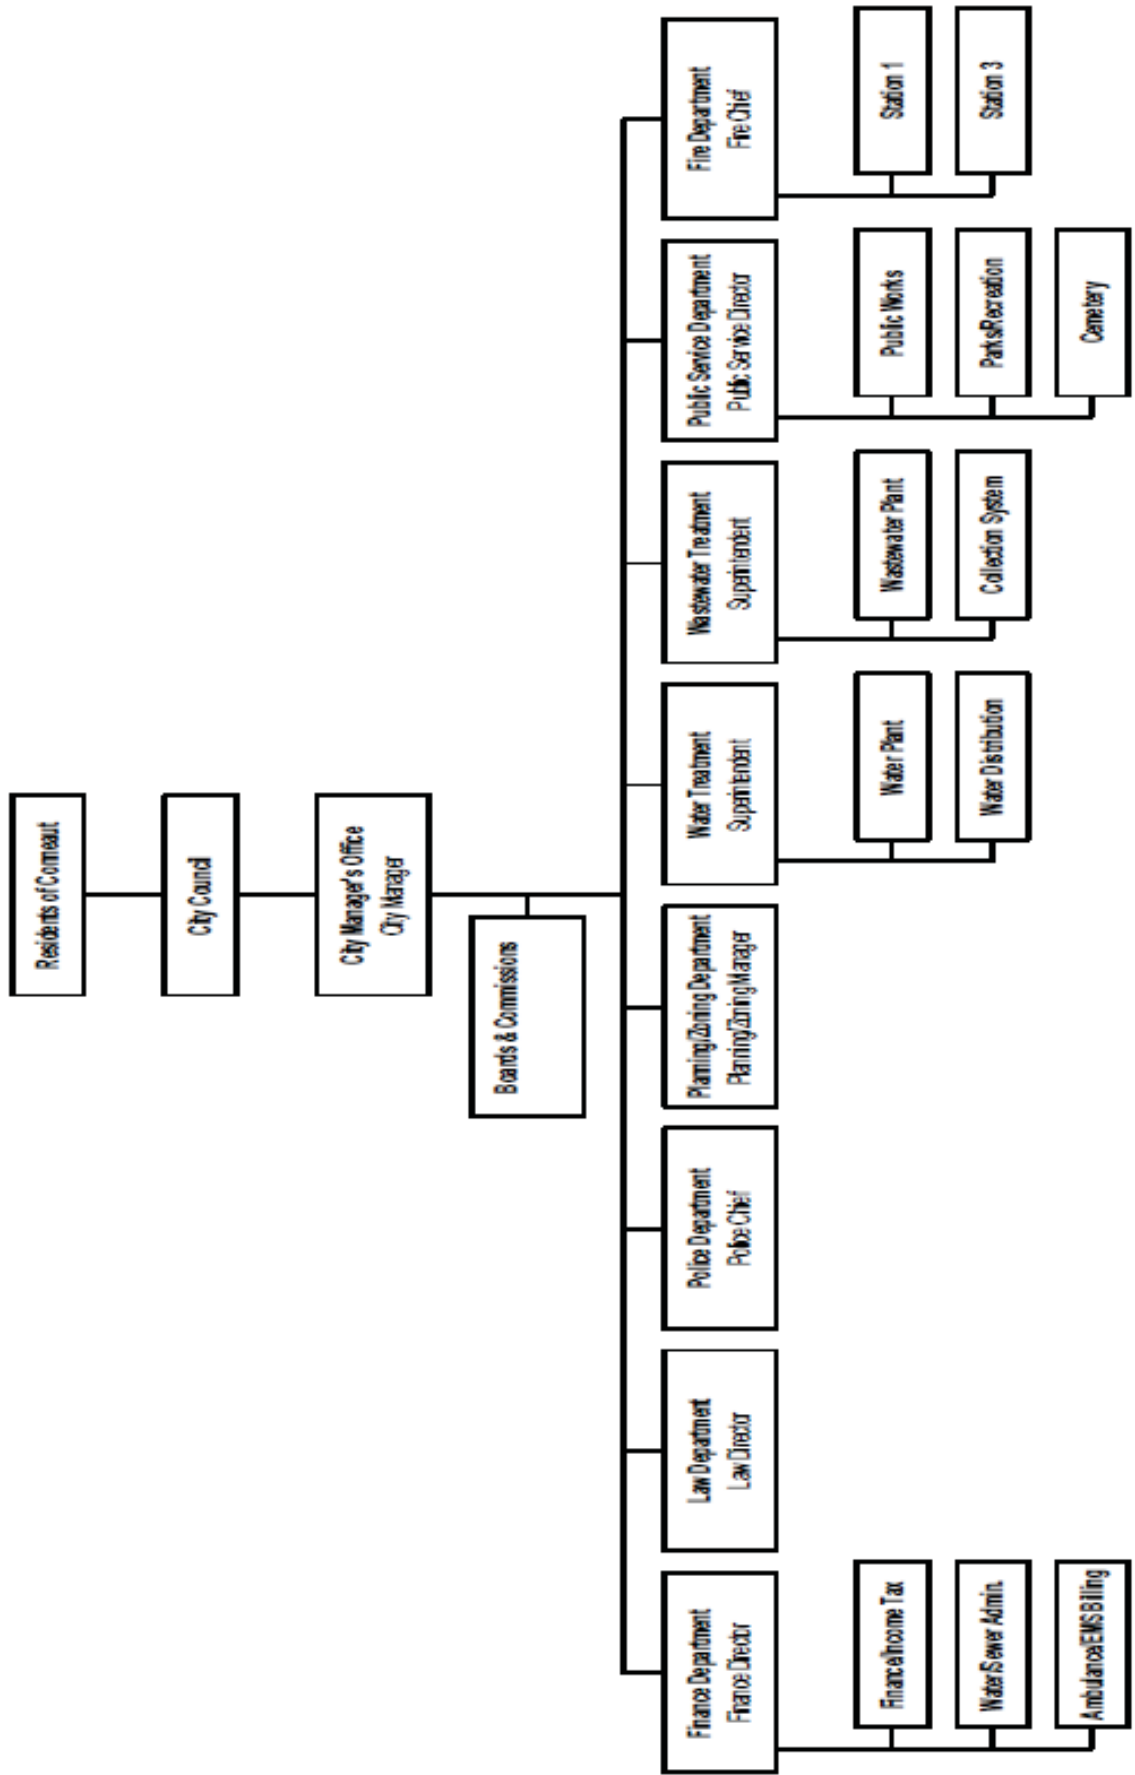 Residents of Conneaut
City Council
City Manager's Office
City Manager
Boards & Commissions
Finance Department
Finance Director
Law Department
Law Director
Police Department
Police Chief
Planning/Zoning Department
Planning/Zoning Manager
Water Treatment
Superintendent
Wastewater Treatment
Superintendent
Public Service Department
Public Service Director
Fire Department
Fire Chief
Finance/Income Tax
Water/Sewer Admin.
Ambulance/EMS Billing
Water Plant
Water Distribution
Wastewater Plant
Collection System
Public Works
Parks/Recreation
Cemetery
Station 1
Station 3